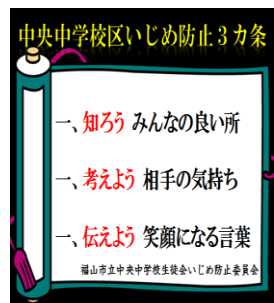 中央中学校区いじめ防止３カ条
一、知ろう みんなの良い所
一、考えよう 相手の気持ち
一、伝えよう 笑顔になる言葉
福山市立中央中学校生徒会いじめ防止委員会